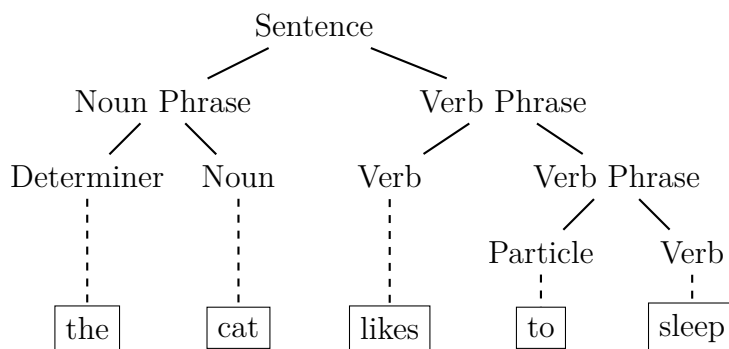 Sentence
Noun Phrase Verb Phrase
Determiner Noun Verb Verb Phrase
Particle Verb
the cat likes to sleep